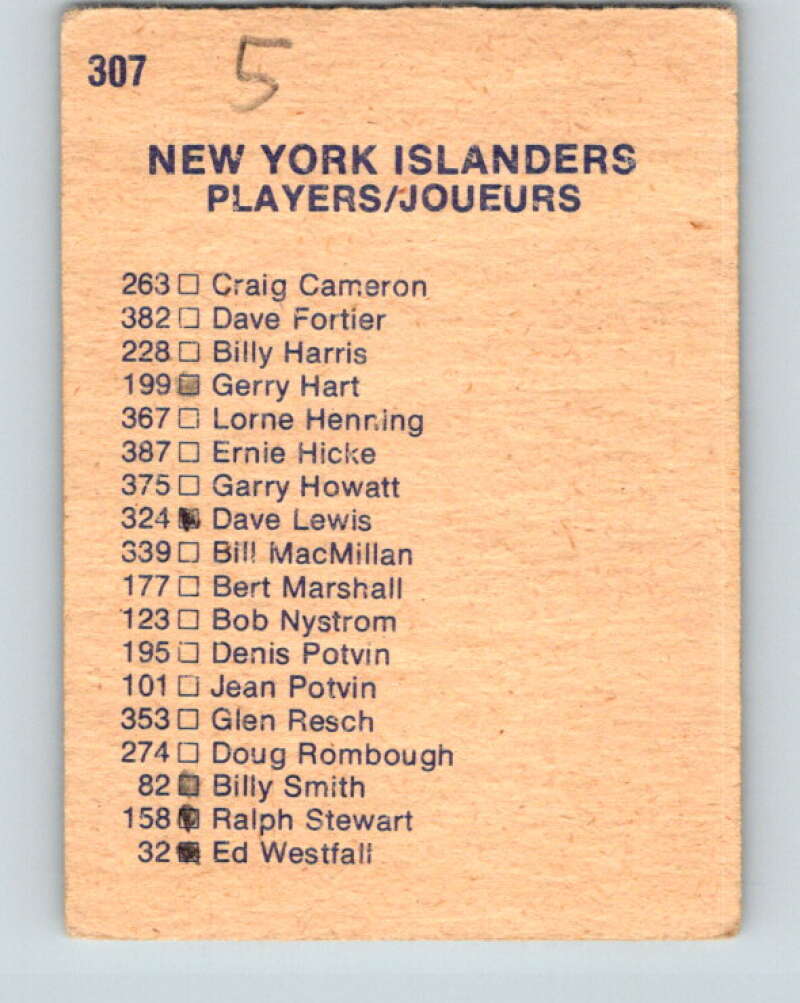 307 5
NEW YORK ISLANDERS
PLAYERS/JOUEURS
263 □ Craig Cameron
382 □ Dave Fortier
228 □ Billy Harris
199 ■ Gerry Hart
367 □ Lorne Henning
387 □ Ernie Hicke
375 □ Garry Howatt
324 ■ Dave Lewis
339 □ Bill MacMillan
177 □ Bert Marshall
123 □ Bob Nystrom
195 □ Denis Potvin
101 □ Jean Potvin
353 □ Glen Resch
274 □ Doug Rombough
82 ■ Billy Smith
158 ■ Ralph Stewart
32 ■ Ed Westfall